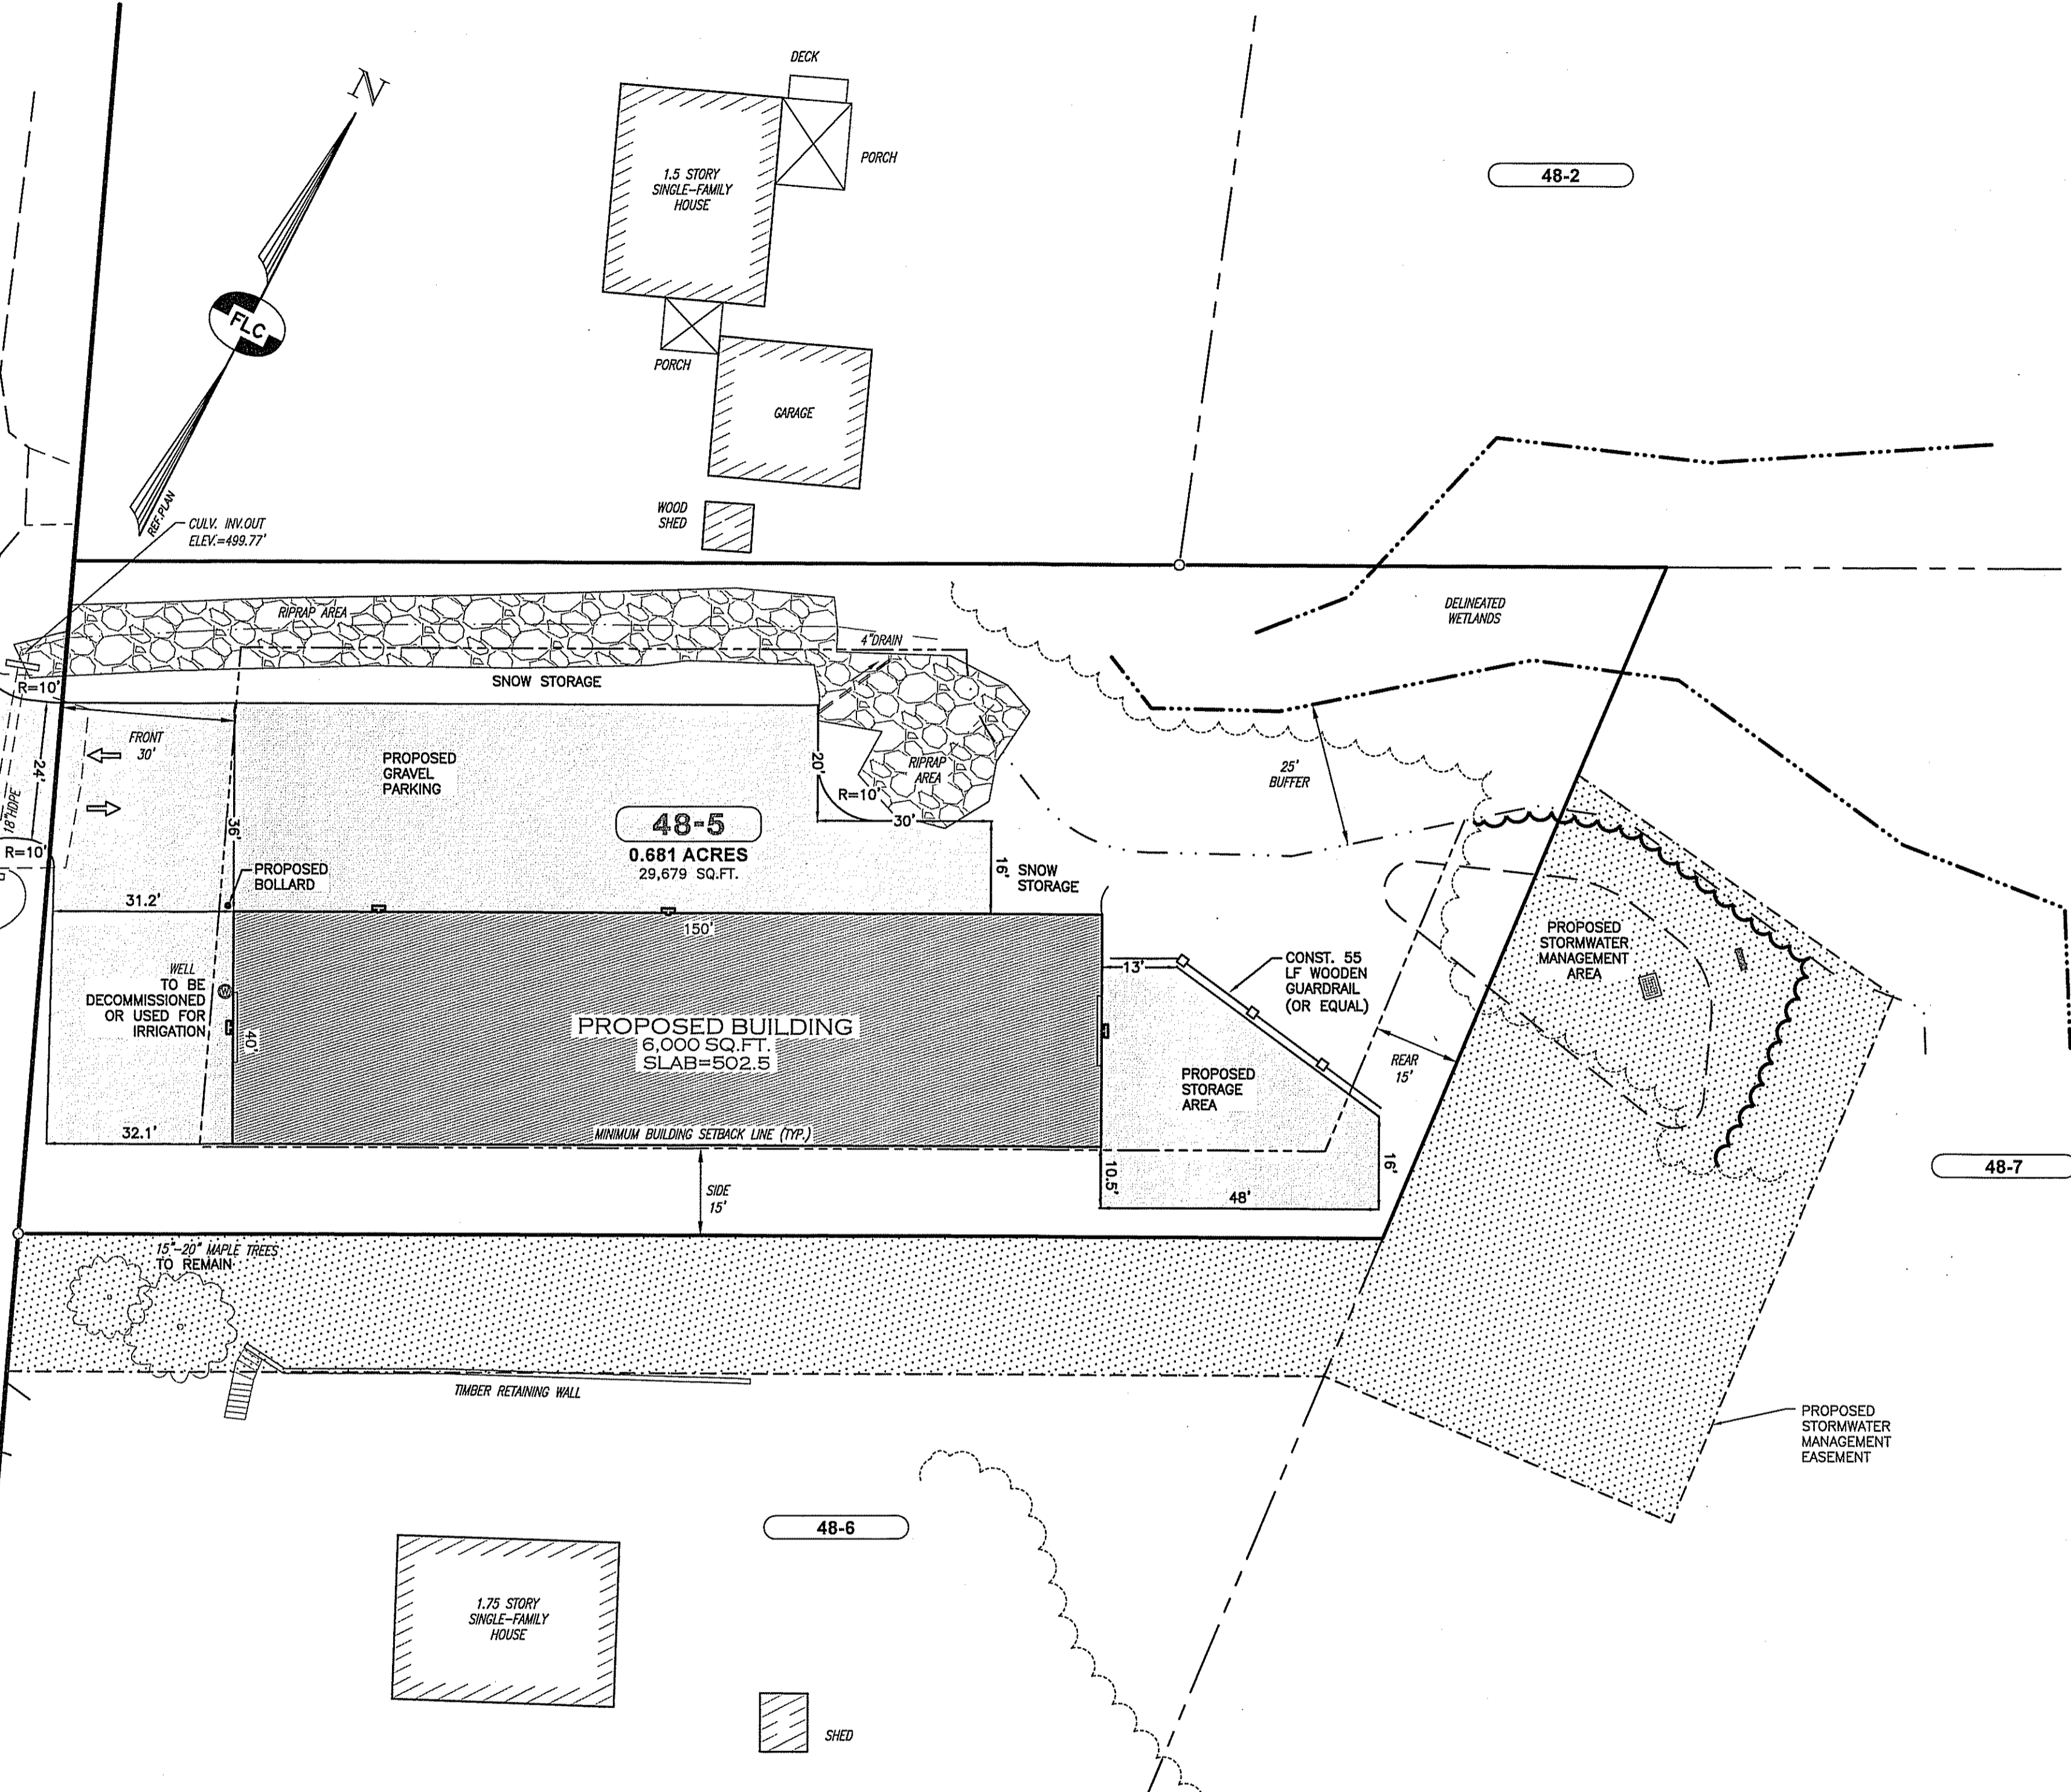 N
FLC
REF.PLAN
DECK
PORCH
1.5 STORY
SINGLE-FAMILY
HOUSE
PORCH
GARAGE
WOOD
SHED
48-2
CULV. INV.OUT
ELEV.=499.77'
RIPRAP AREA
4"DRAIN
DELINEATED
WETLANDS
R=10'
SNOW STORAGE
FRONT
30'
24'
18"HDPE
R=10'
PROPOSED
GRAVEL
PARKING
36'
20'
R=10'
RIPRAP
AREA
30'
25'
BUFFER
48-5
0.681 ACRES
29,679 SQ.FT.
16'
SNOW
STORAGE
PROPOSED
BOLLARD
31.2'
150'
WELL
TO BE
DECOMMISSIONED
OR USED FOR
IRRIGATION
W
40'
PROPOSED BUILDING
6,000 SQ.FT.
SLAB=502.5
13'
CONST. 55
LF WOODEN
GUARDRAIL
(OR EQUAL)
PROPOSED
STORMWATER
MANAGEMENT
AREA
REAR
15'
PROPOSED
STORAGE
AREA
32.1'
MINIMUM BUILDING SETBACK LINE (TYP.)
10.5'
16'
48'
SIDE
15'
48-7
15"-20" MAPLE TREES
TO REMAIN
TIMBER RETAINING WALL
PROPOSED
STORMWATER
MANAGEMENT
EASEMENT
48-6
1.75 STORY
SINGLE-FAMILY
HOUSE
SHED